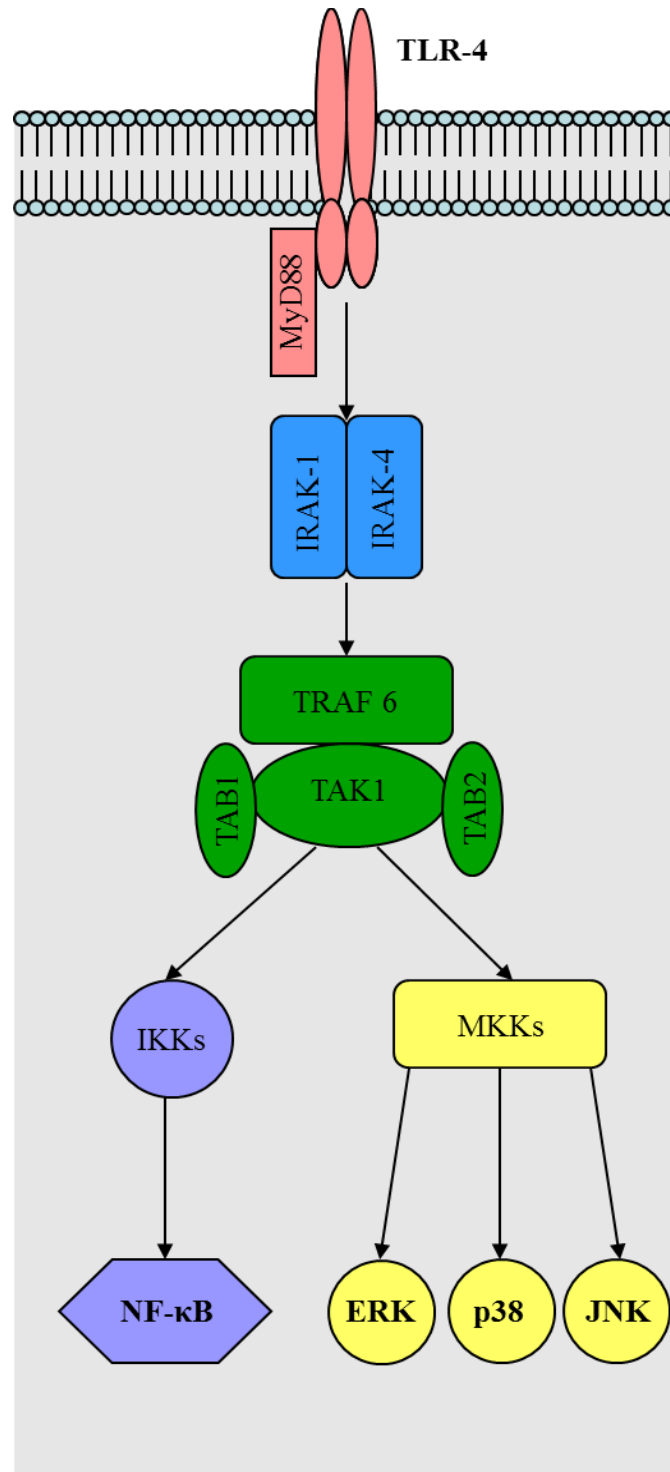 TLR-4
MyD88
IRAK-1
IRAK-4
TRAF 6
TAB1
TAK1
TAB2
IKKs
MKKs
NF-κB
ERK
p38
JNK